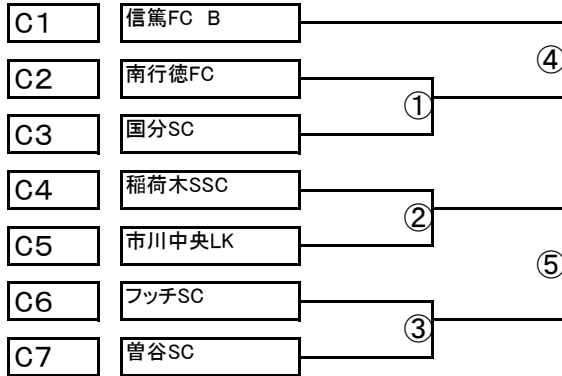 C1 信篤FC B
④
C2 南行徳FC
①
C3 国分SC
C4 稲荷木SSC
②
C5 市川中央LK
⑤
C6 フッチSC
③
C7 曽谷SC